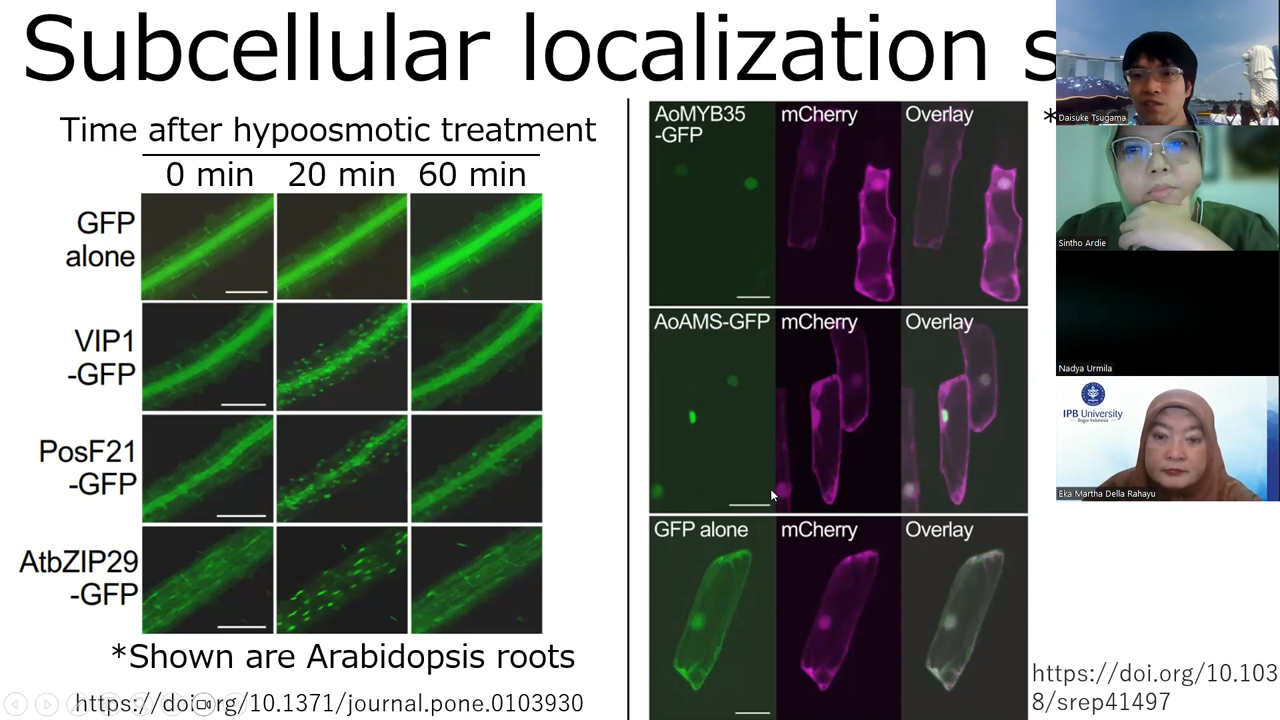 Subcellular localization s
Time after hypoosmotic treatment
0 min 20 min 60 min
GFP
alone
VIP1
-GFP
PosF21
-GFP
AtbZIP29
-GFP
*Shown are Arabidopsis roots
https://doi.org/10.1371/journal.pone.0103930
AoMYB35
-GFP
mCherry
Overlay
AoAMS-GFP
mCherry
Overlay
GFP alone
mCherry
Overlay
*
https://doi.org/10.103
8/srep41497
Daisuke Tsugama
Sintho Ardie
Nadya Urmila
IPB University
Bogor Indonesia
Eka Martha Della Rahayu